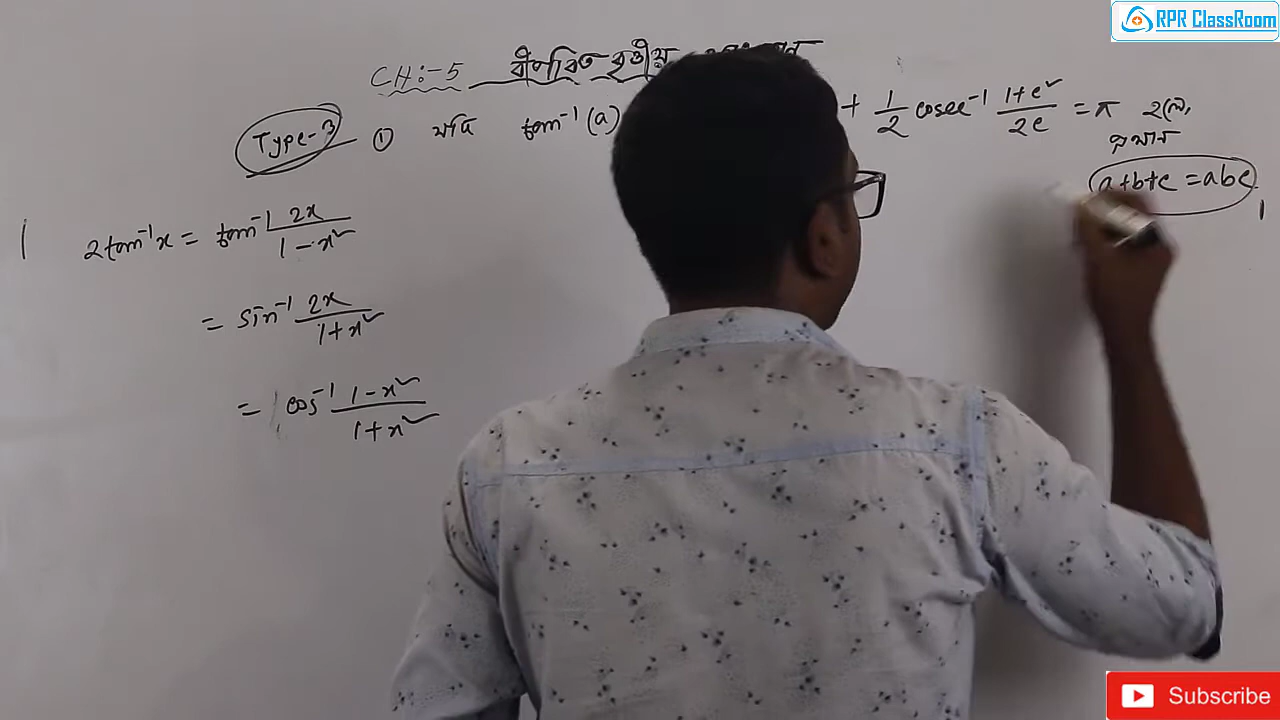 RPR ClassRoom
CH:-5 বিপৰিত বৃত্তীয়
Type-3 ① যদি tan⁻¹(a) + 1/2 cosec⁻¹ (1+c²)/(2c) = π হলে,
প্রমাণ
a+b+c = abc
2tan⁻¹x = tan⁻¹ (2x)/(1-x²)
= sin⁻¹ (2x)/(1+x²)
= cos⁻¹ (1-x²)/(1+x²)
Subscribe